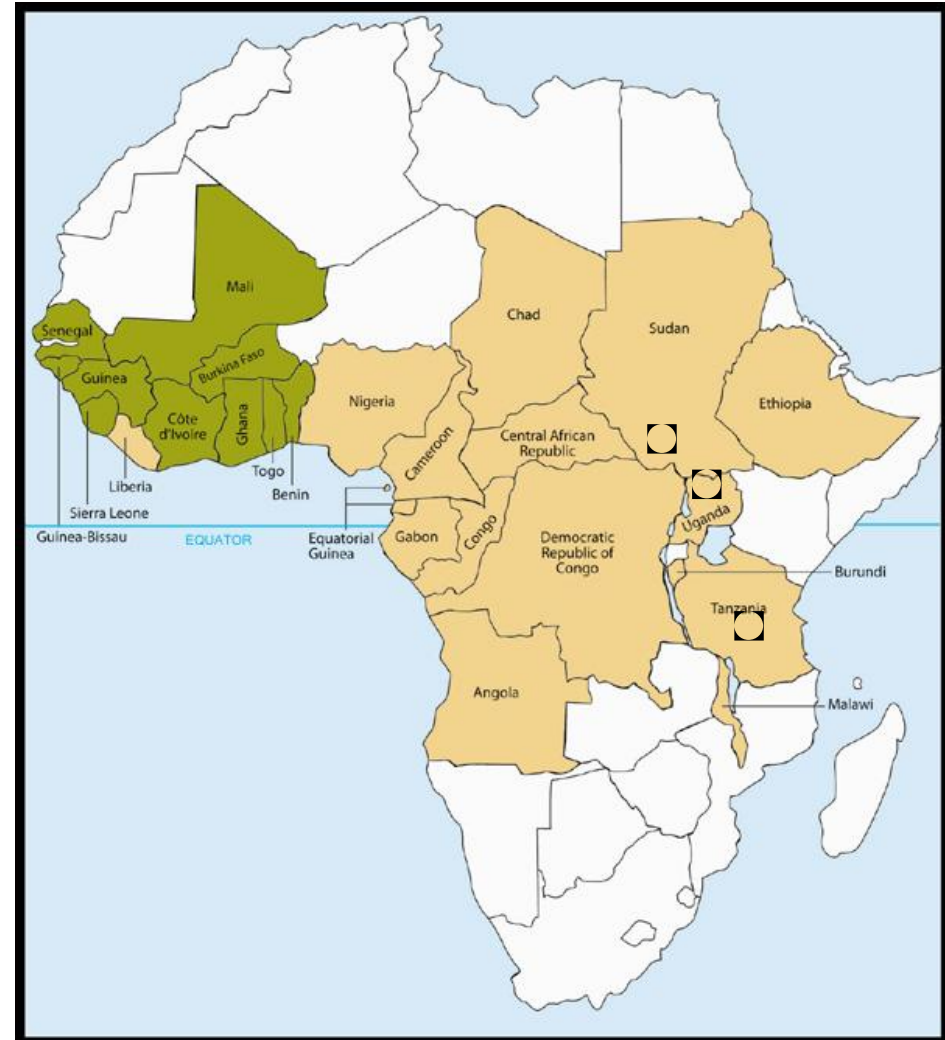 Mali
Senegal
Chad
Sudan
Burkina Faso
Guinea
Nigeria
Ethiopia
Côte
d'Ivoire
Ghana
Central African
Republic
Cameroon
Togo
Liberia
Benin
Sierra Leone
Guinea-Bissau
EQUATOR
Equatorial
Guinea
Gabon
Congo
Democratic
Republic of
Congo
Uganda
Burundi
Tanzania
Angola
Malawi